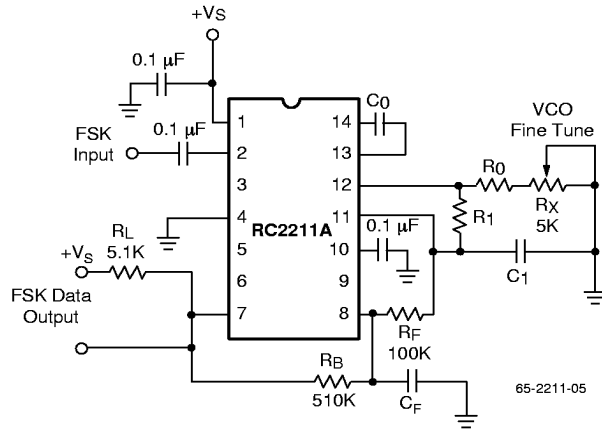 +VS
0.1 µF
FSK
Input
0.1 µF
1
2
3
4
5
6
7
14
13
12
11
10
9
8
RC2211A
C0
VCO
Fine Tune
R0
RX
5K
R1
0.1 µF
C1
RL
5.1K
+VS
FSK Data
Output
RF
100K
RB
510K
CF
65-2211-05